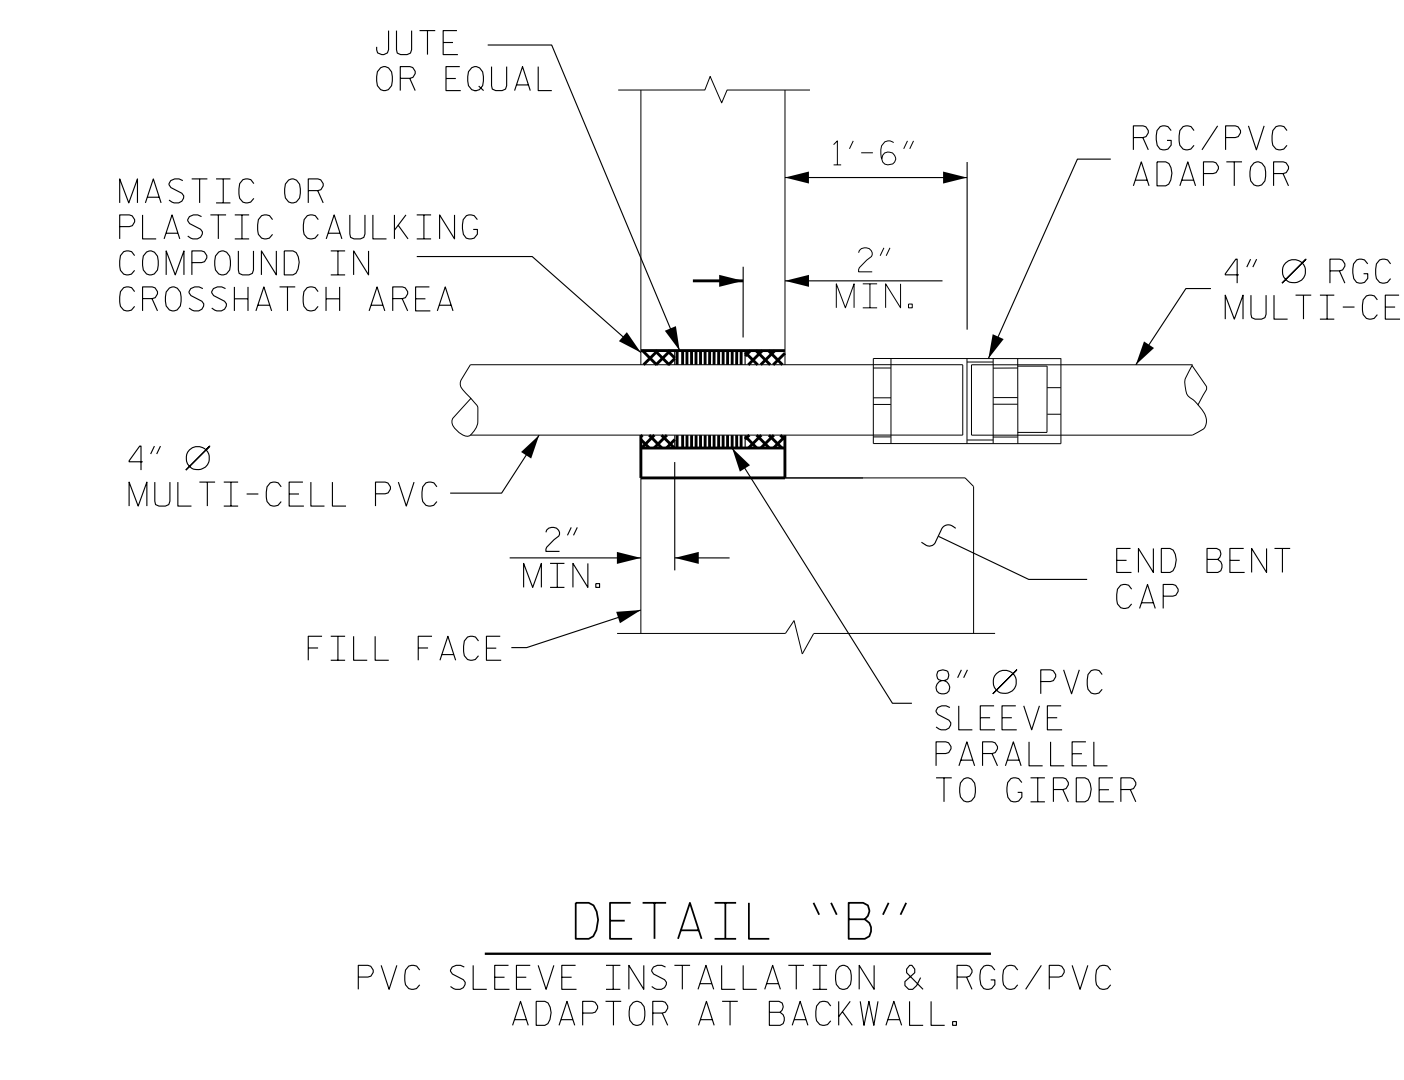 JUTE
OR EQUAL
MASTIC OR
PLASTIC CAULKING
COMPOUND IN
CROSSHATCH AREA
1'-6"
RGC/PVC
ADAPTOR
2"
MIN.
4" Ø RGC
MULTI-CE
4" Ø
MULTI-CELL PVC
2"
MIN.
END BENT
CAP
FILL FACE
8" Ø PVC
SLEEVE
PARALLEL
TO GIRDER
DETAIL "B"
PVC SLEEVE INSTALLATION & RGC/PVC
ADAPTOR AT BACKWALL.